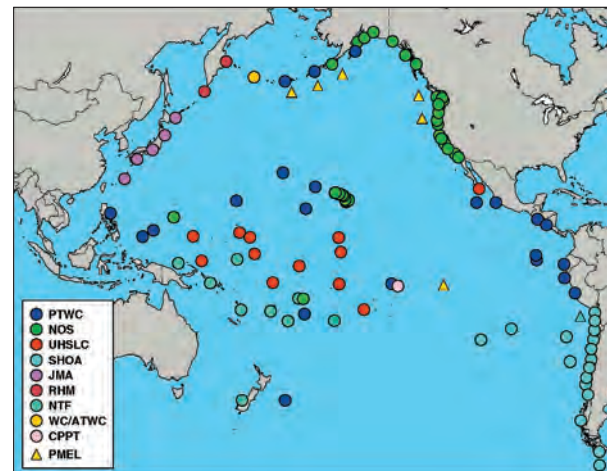 PTWC
NOS
UHSLC
SHOA
JMA
RHM
NTF
WC/ATWC
CPPT
PMEL